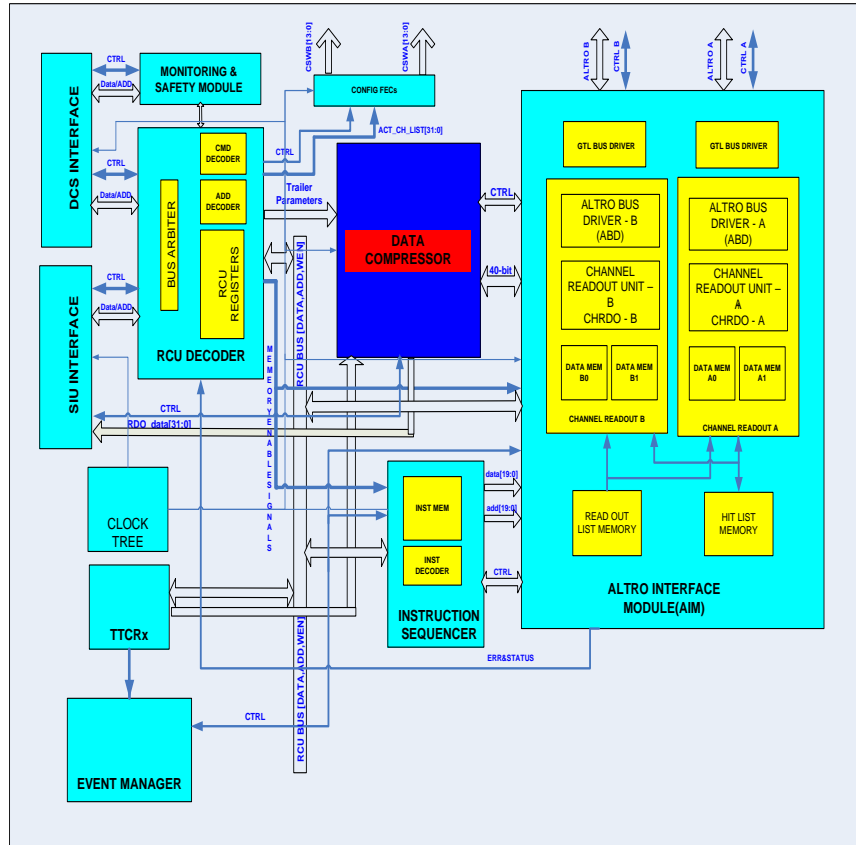 CSWB[13:0]
CSWA[13:0]
ALTRO B
CTRL B
ALTRO A
CTRL A
DCS INTERFACE
CTRL
Data/ADD
MONITORING &
SAFETY MODULE
CONFIG FECs
CTRL
ACT_CH_LIST[31:0]
CTRL
Data/ADD
CMD
DECODER
ADD
DECODER
BUS ARBITER
RCU
REGISTERS
RCU DECODER
Trailer
Parameters
DATA
COMPRESSOR
CTRL
40-bit
GTL BUS DRIVER
GTL BUS DRIVER
ALTRO BUS
DRIVER - B
(ABD)
ALTRO BUS
DRIVER - A
(ABD)
CHANNEL
READOUT UNIT –
B
CHRDO - B
CHANNEL
READOUT UNIT –
A
CHRDO - A
DATA MEM
B0
DATA MEM
B1
DATA MEM
A0
DATA MEM
A1
CHANNEL READOUT B
CHANNEL READOUT A
SIU INTERFACE
CTRL
Data/ADD
CTRL
RDO_data[31:0]
MEMEORYENABLESIGNALS
RCU BUS [DATA,ADD,WEN]
CLOCK
TREE
INST MEM
INST
DECODER
INSTRUCTION
SEQUENCER
data[19:0]
add[19:0]
CTRL
READ OUT
LIST MEMORY
HIT LIST
MEMORY
ALTRO INTERFACE
MODULE(AIM)
TTCRx
ERR&STATUS
RCU BUS [DATA,ADD,WEN]
CTRL
EVENT MANAGER